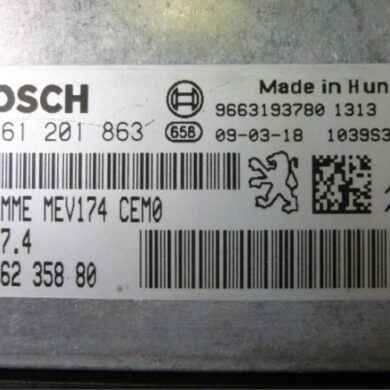 OSCH
Made in Hun
9663193780 1313
61 201 863 658 09-03-18 1039S3
MME MEV174 CEM0
7.4
62 358 80